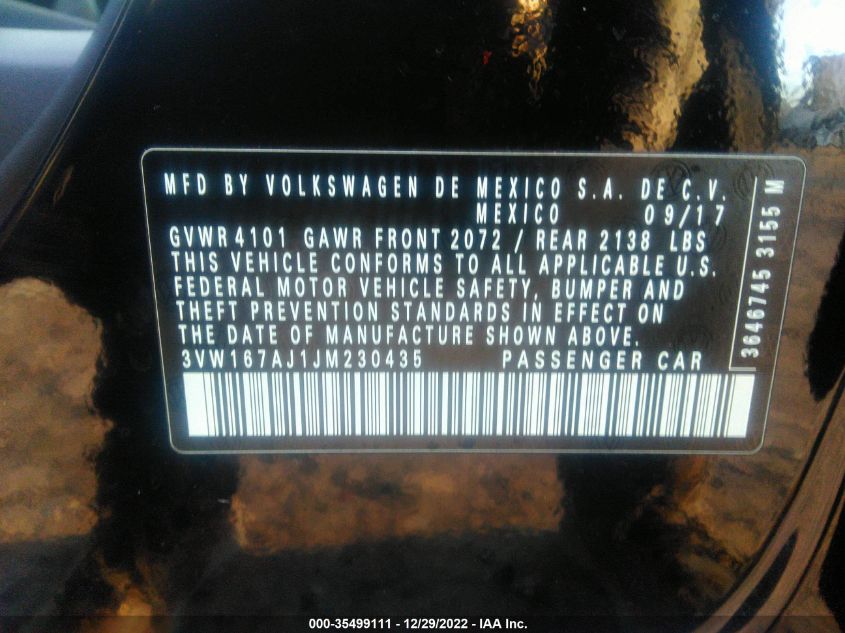 MFD BY VOLKSWAGEN DE MEXICO S.A. DE C.V.
MEXICO 09/17
GVWR 4101 GAWR FRONT 2072 / REAR 2138 LBS
THIS VEHICLE CONFORMS TO ALL APPLICABLE U.S.
FEDERAL MOTOR VEHICLE SAFETY, BUMPER AND
THEFT PREVENTION STANDARDS IN EFFECT ON
THE DATE OF MANUFACTURE SHOWN ABOVE.
3VW167AJ1JM230435 PASSENGER CAR
3646745 3155 M
000-35499111 - 12/29/2022 - IAA Inc.